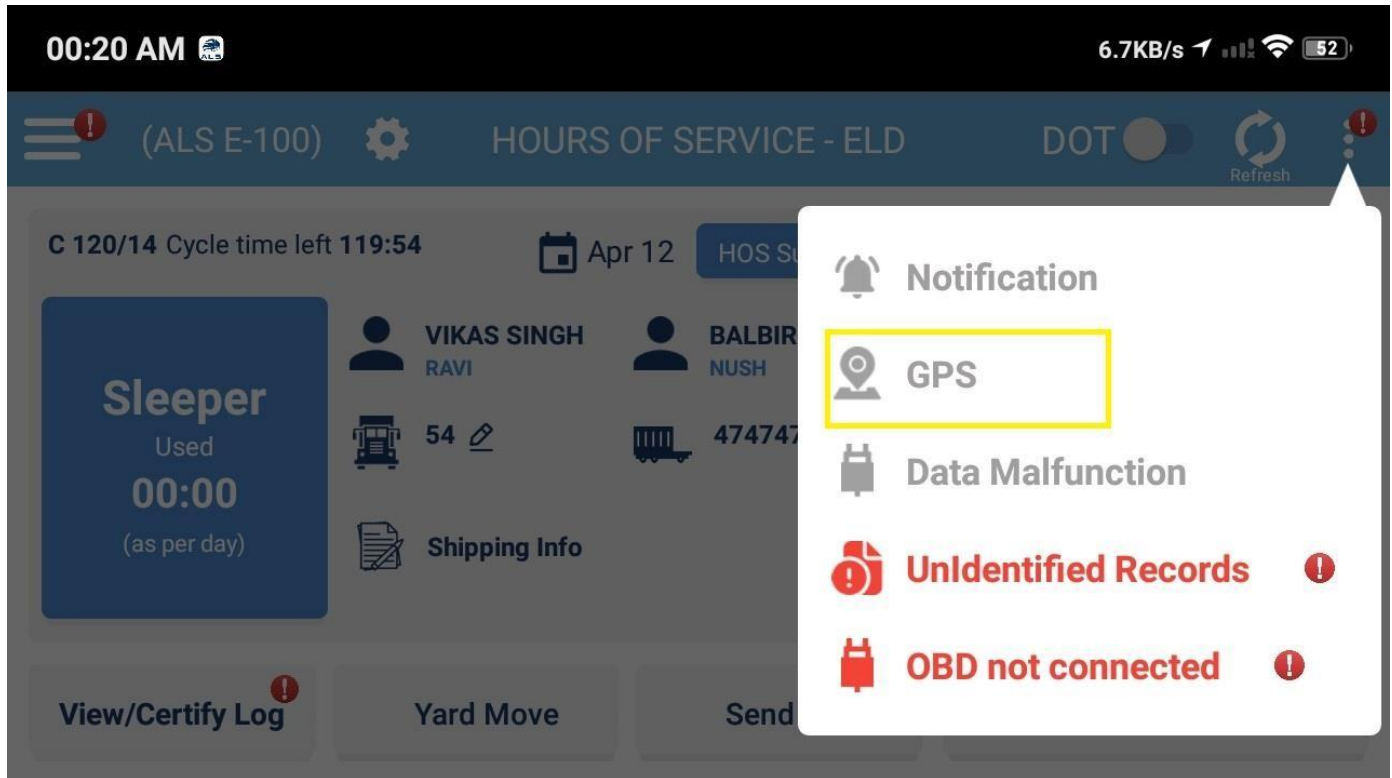 00:20 AM ALS 6.7KB/s 52
(ALS E-100) HOURS OF SERVICE - ELD DOT Refresh
C 120/14 Cycle time left 119:54 Apr 12 HOS Su
Notification
VIKAS SINGH BALBIR
RAVI NUSH
GPS
Sleeper
Used
00:00
(as per day)
54 474747
Data Malfunction
Shipping Info
UnIdentified Records
OBD not connected
View/Certify Log Yard Move Send